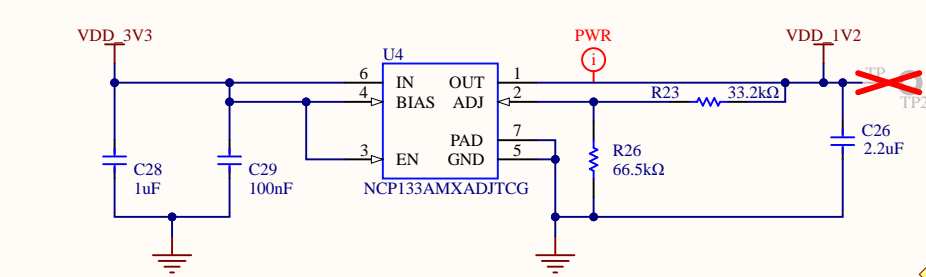 VDD_3V3
PWR
VDD_1V2
U4
6 IN OUT 1
4 BIAS ADJ 2
R23 33.2kΩ
TP
TP2
PAD 7
3 EN GND 5
C28
1uF
C29
100nF
R26
66.5kΩ
C26
2.2uF
NCP133AMXADJTCG
i